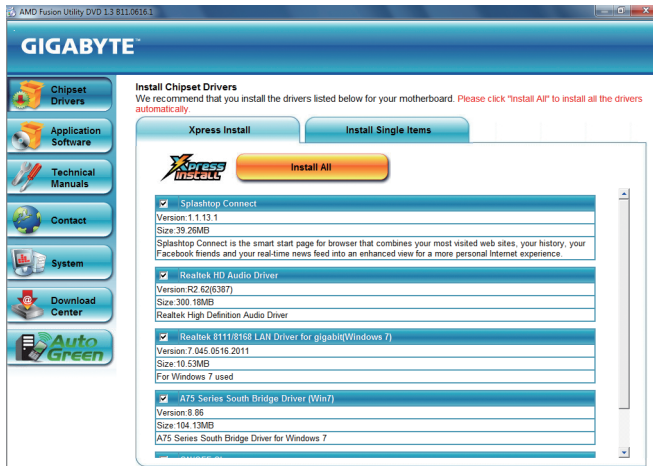 AMD Fusion Utility DVD 1.3 B11.0616.1
GIGABYTE™
Chipset
Drivers
Application
Software
Technical
Manuals
Contact
System
Download
Center
Auto
Green
Install Chipset Drivers
We recommend that you install the drivers listed below for your motherboard. Please click "Install All" to install all the drivers
automatically.
Xpress Install
Install Single Items
Xpress
Install
Install All
Splashtop Connect
Version:1.1.13.1
Size:39.26MB
Splashtop Connect is the smart start page for browser that combines your most visited web sites, your history, your
Facebook friends and your real-time news feed into an enhanced view for a more personal Internet experience.
Realtek HD Audio Driver
Version:R2.62(6387)
Size:300.18MB
Realtek High Definition Audio Driver
Realtek 8111/8168 LAN Driver for gigabit(Windows 7)
Version:7.045.0516.2011
Size:10.53MB
For Windows 7 used
A75 Series South Bridge Driver (Win7)
Version:8.86
Size:104.13MB
A75 Series South Bridge Driver for Windows 7